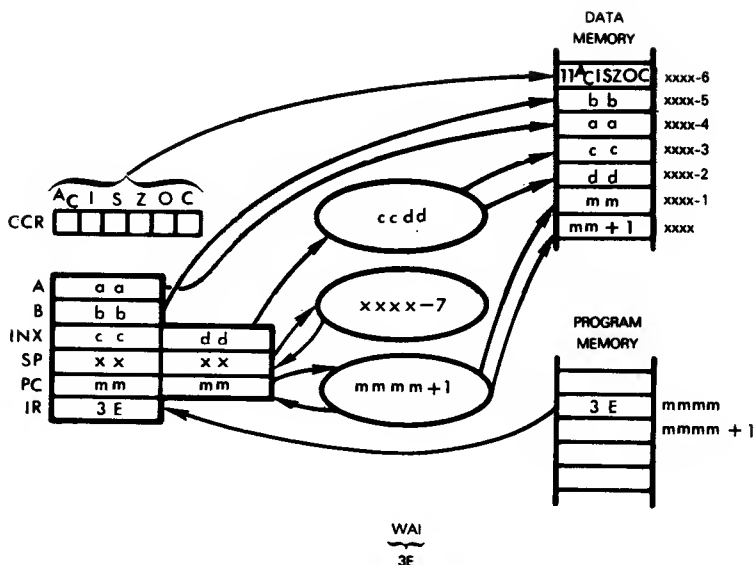 DATA
MEMORY
11ACISZOC xxxx-6
b b xxxx-5
a a xxxx-4
c c xxxx-3
d d xxxx-2
m m xxxx-1
mm + 1 xxxx
AC I S Z O C
CCR
ccdd
A a a
B b b
INX c c d d
SP x x x x
PC mm mm
IR 3 E
xxxx-7
mmmm+1
PROGRAM
MEMORY
3 E mmmm
mmmm + 1
WAI
3E